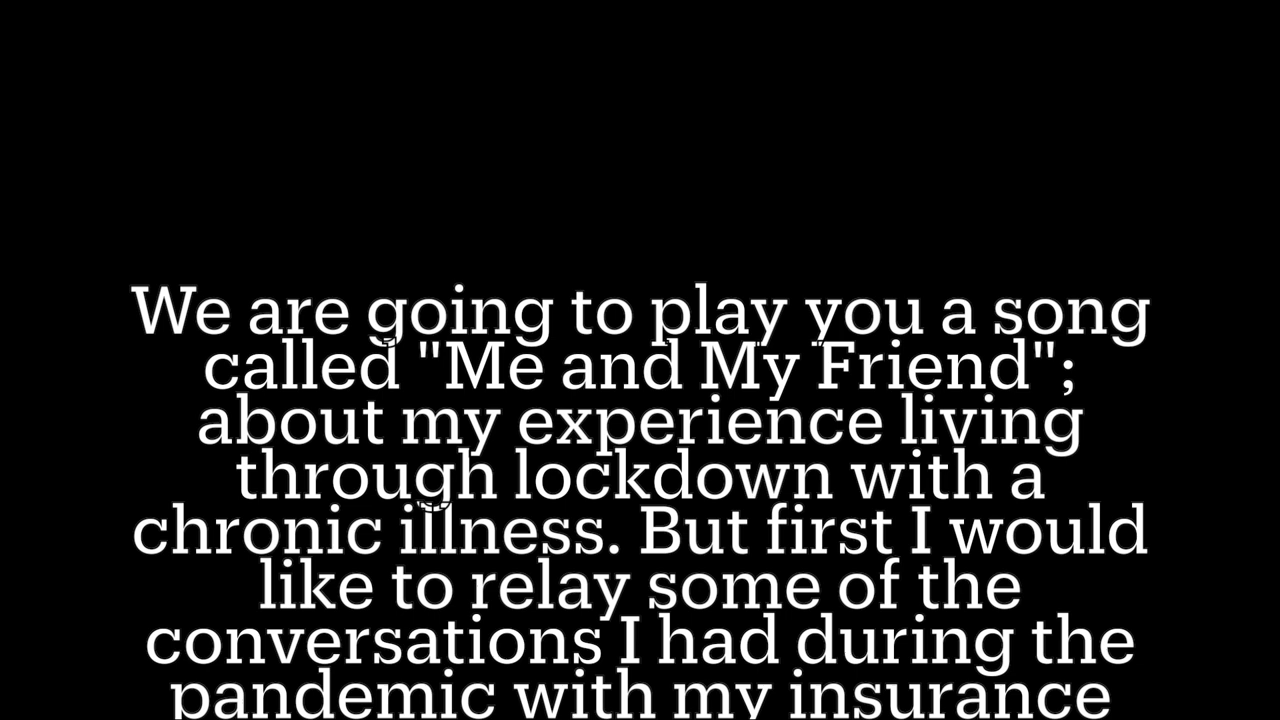 We are going to play you a song
called "Me and My Friend";
about my experience living
through lockdown with a
chronic illness. But first I would
like to relay some of the
conversations I had during the
pandemic with my insurance